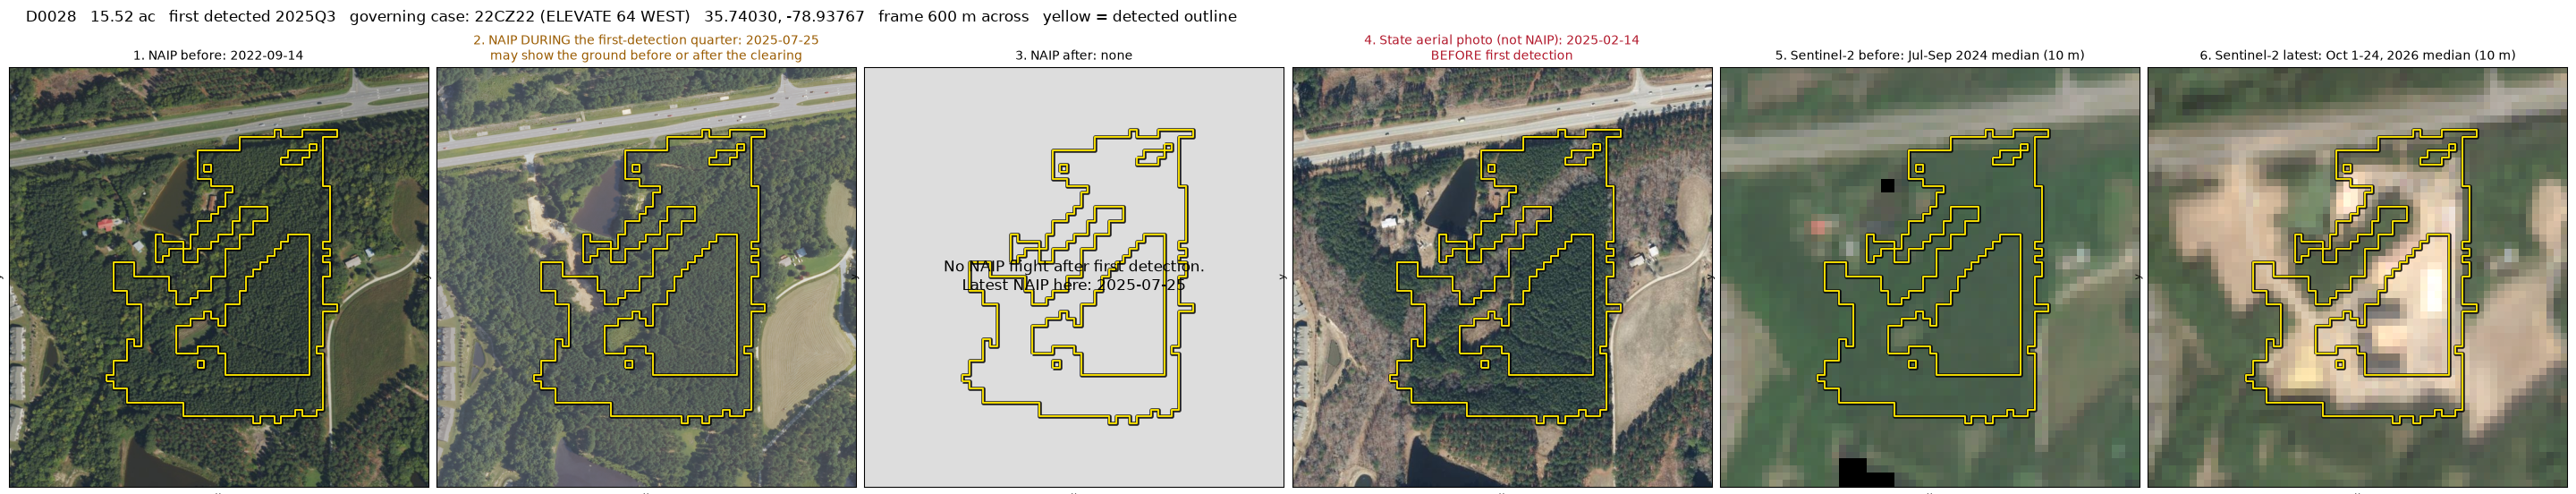 D0028 15.52 ac first detected 2025Q3 governing case: 22CZ22 (ELEVATE 64 WEST) 35.74030, -78.93767 frame 600 m across yellow = detected outline
1. NAIP before: 2022-09-14
2. NAIP DURING the first-detection quarter: 2025-07-25
may show the ground before or after the clearing
3. NAIP after: none
4. State aerial photo (not NAIP): 2025-02-14
BEFORE first detection
5. Sentinel-2 before: Jul-Sep 2024 median (10 m)
6. Sentinel-2 latest: Oct 1-24, 2026 median (10 m)
No NAIP flight after first detection.
Latest NAIP here: 2025-07-25